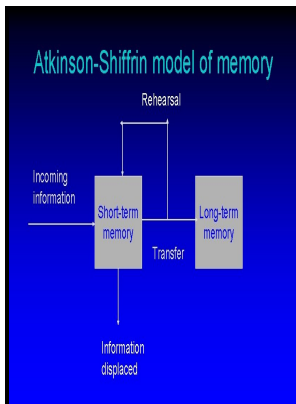 Atkinson-Shiffrin model of memory
Rehearsal
Incoming
information
Short-term
memory
Long-term
memory
Transfer
Information
displaced